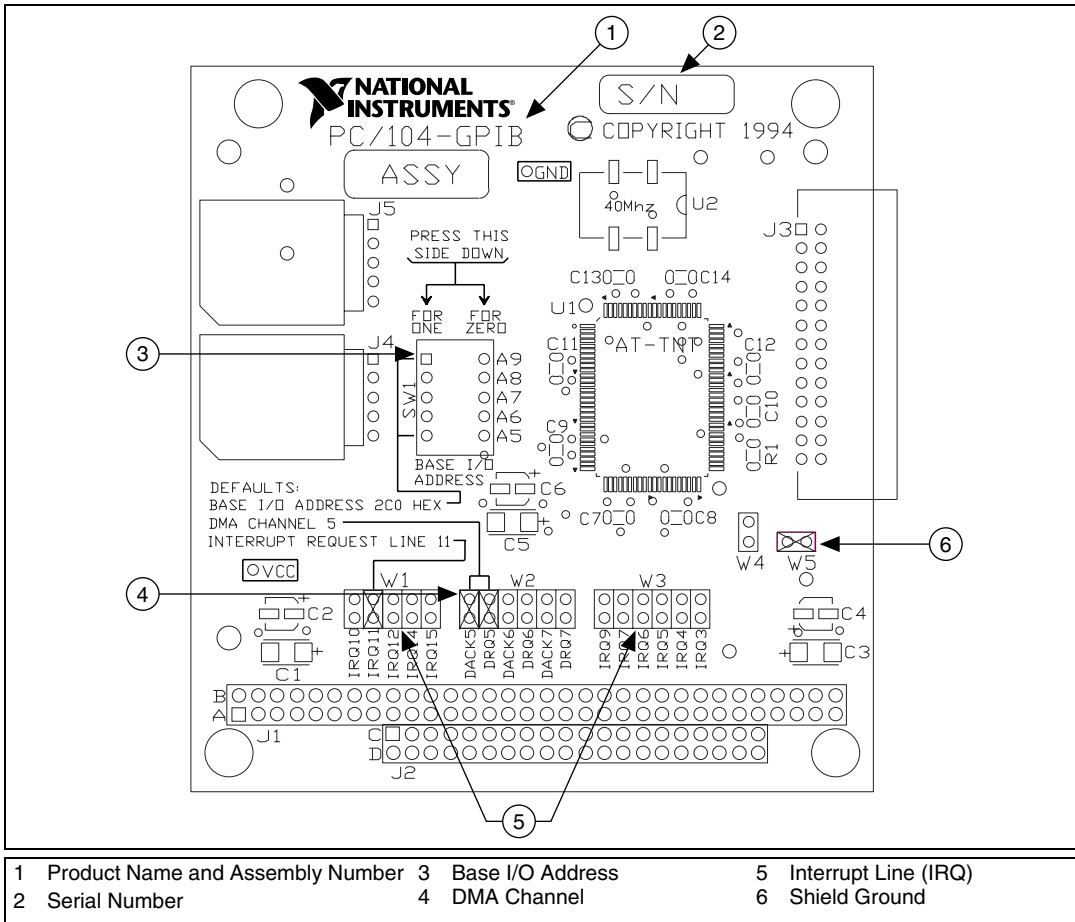 1
2
NATIONAL
INSTRUMENTS®
PC/104-GPIB
S/N
© COPYRIGHT 1994
ASSY
GND
40Mhz
U2
J5
J3
PRESS THIS
SIDE DOWN
FOR ONE
FOR ZERO
C13
C14
U1
AT-TNT
C11
C12
3
J4
SW1
A9
A8
A7
A6
A5
C10
C9
R1
BASE I/O
ADDRESS
C6
C5
C7
C8
DEFAULTS:
BASE I/O ADDRESS 2C0 HEX
DMA CHANNEL 5
INTERRUPT REQUEST LINE 11
W4
W5
6
VCC
4
W1
W2
W3
C2
C1
C4
C3
IRQ10
IRQ11
IRQ12
IRQ14
IRQ15
DACK5
DRQ5
DACK6
DRQ6
DACK7
DRQ7
IRQ9
IRQ7
IRQ6
IRQ5
IRQ4
IRQ3
B
A
J1
C
D
J2
5
1 Product Name and Assembly Number 3 Base I/O Address 5 Interrupt Line (IRQ)
2 Serial Number 4 DMA Channel 6 Shield Ground